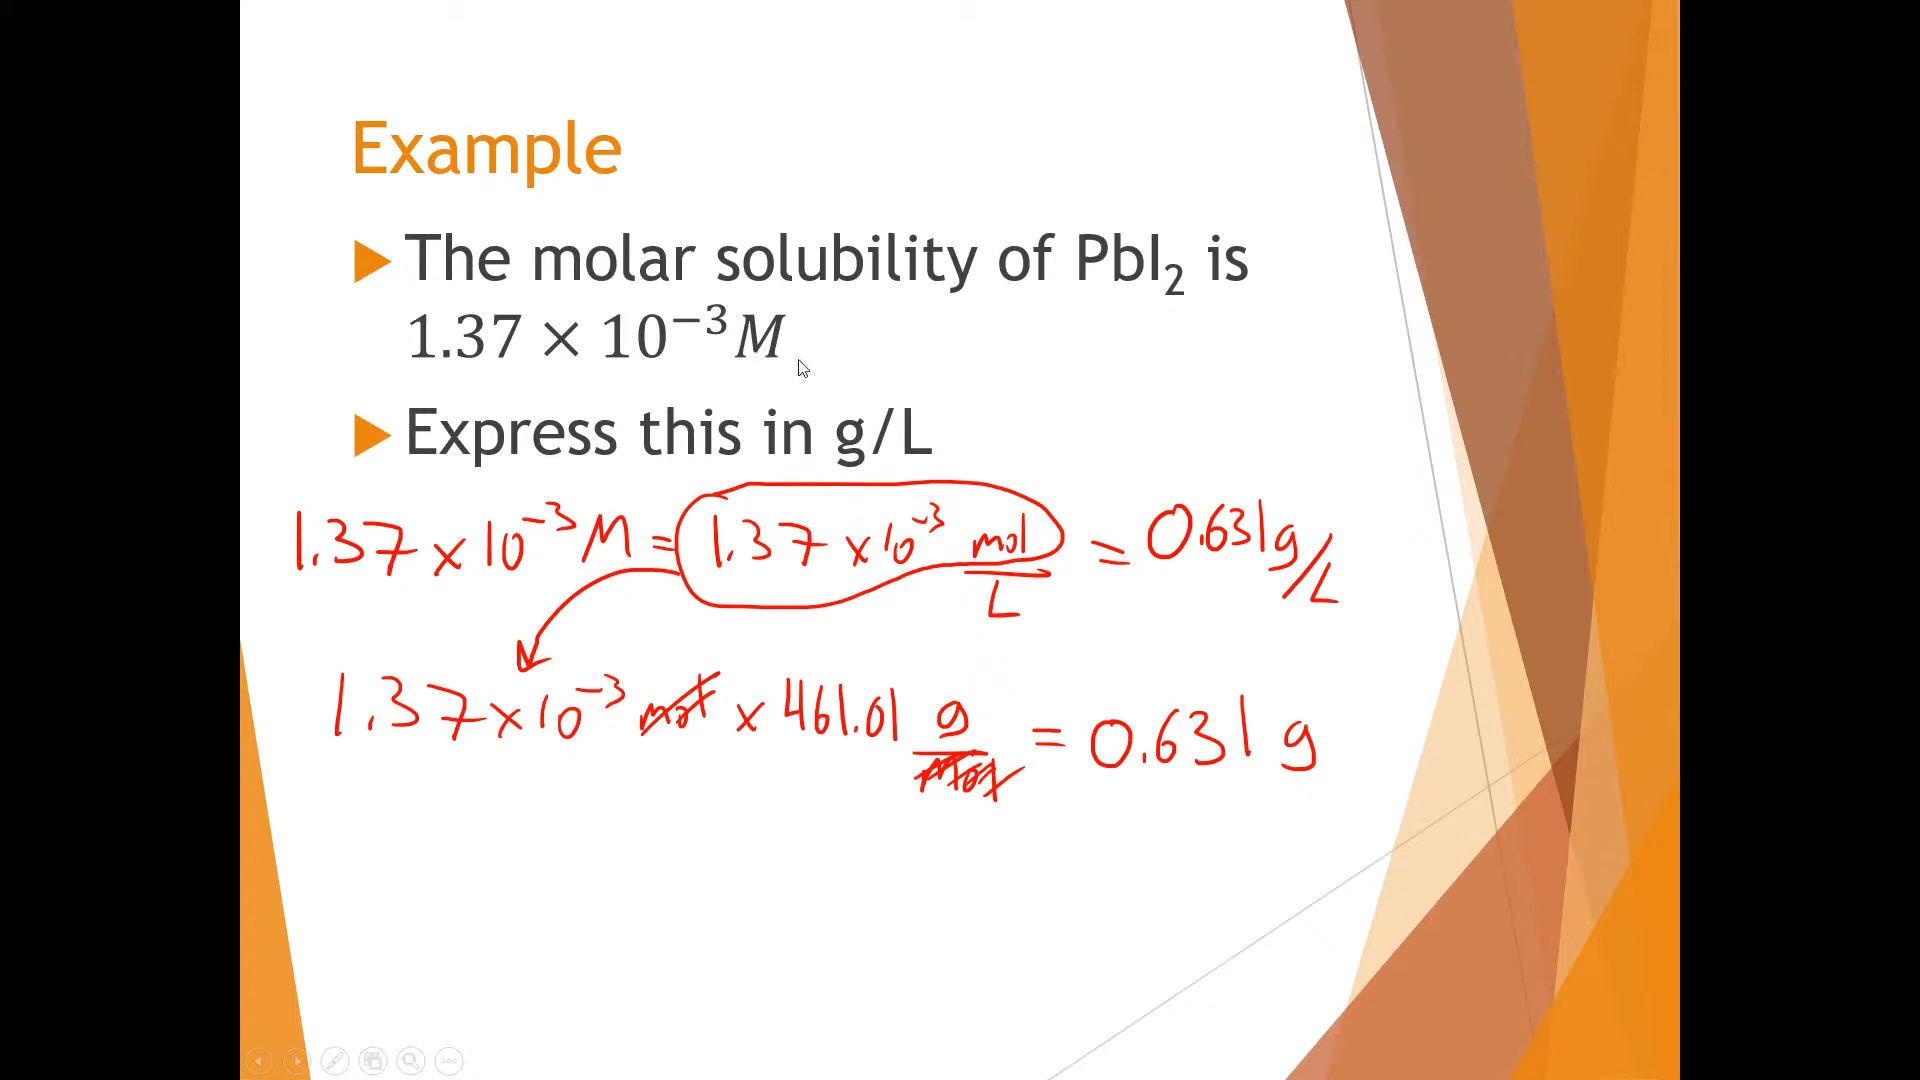 Example
The molar solubility of PbI₂ is
1.37 × 10⁻³M
Express this in g/L
1.37 × 10⁻³ M = 1.37 × 10⁻³ mol/L = 0.631 g/L
1.37 × 10⁻³ mol × 461.01 g/mol = 0.631 g